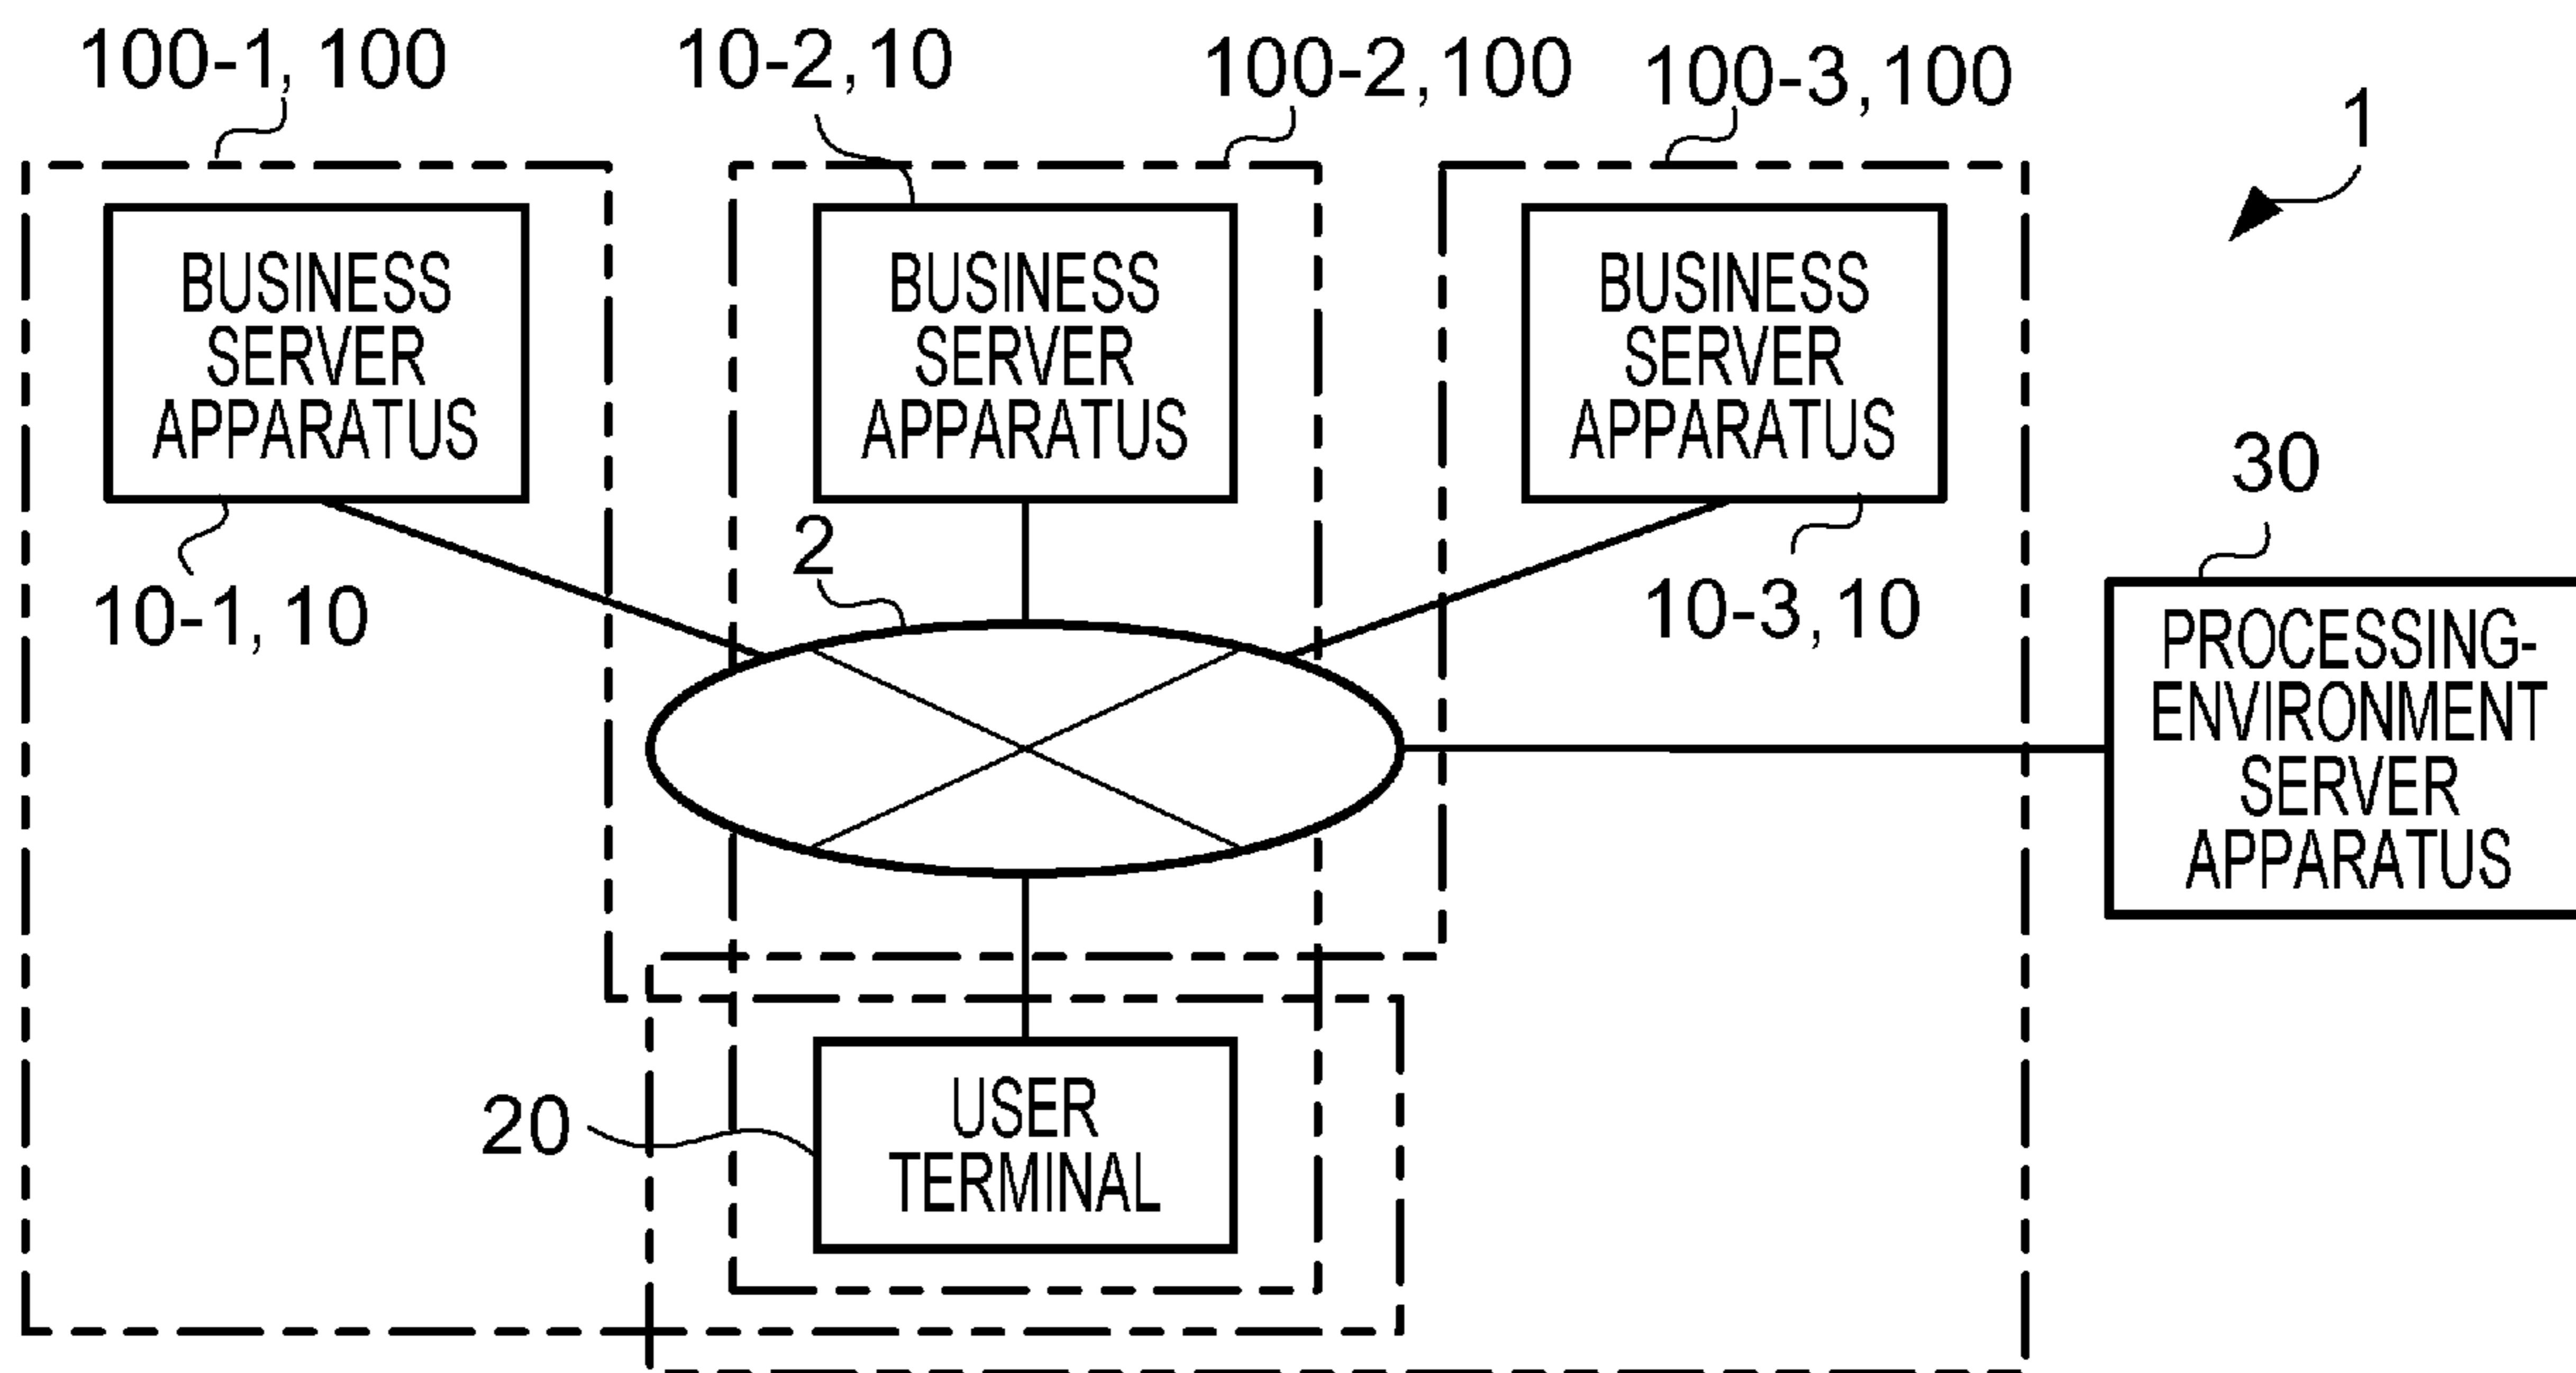 100-1, 100
10-2,10
100-2,100
100-3,100
1
BUSINESS
SERVER
APPARATUS
BUSINESS
SERVER
APPARATUS
BUSINESS
SERVER
APPARATUS
10-1, 10
2
10-3,10
30
PROCESSING-
ENVIRONMENT
SERVER
APPARATUS
20
USER
TERMINAL